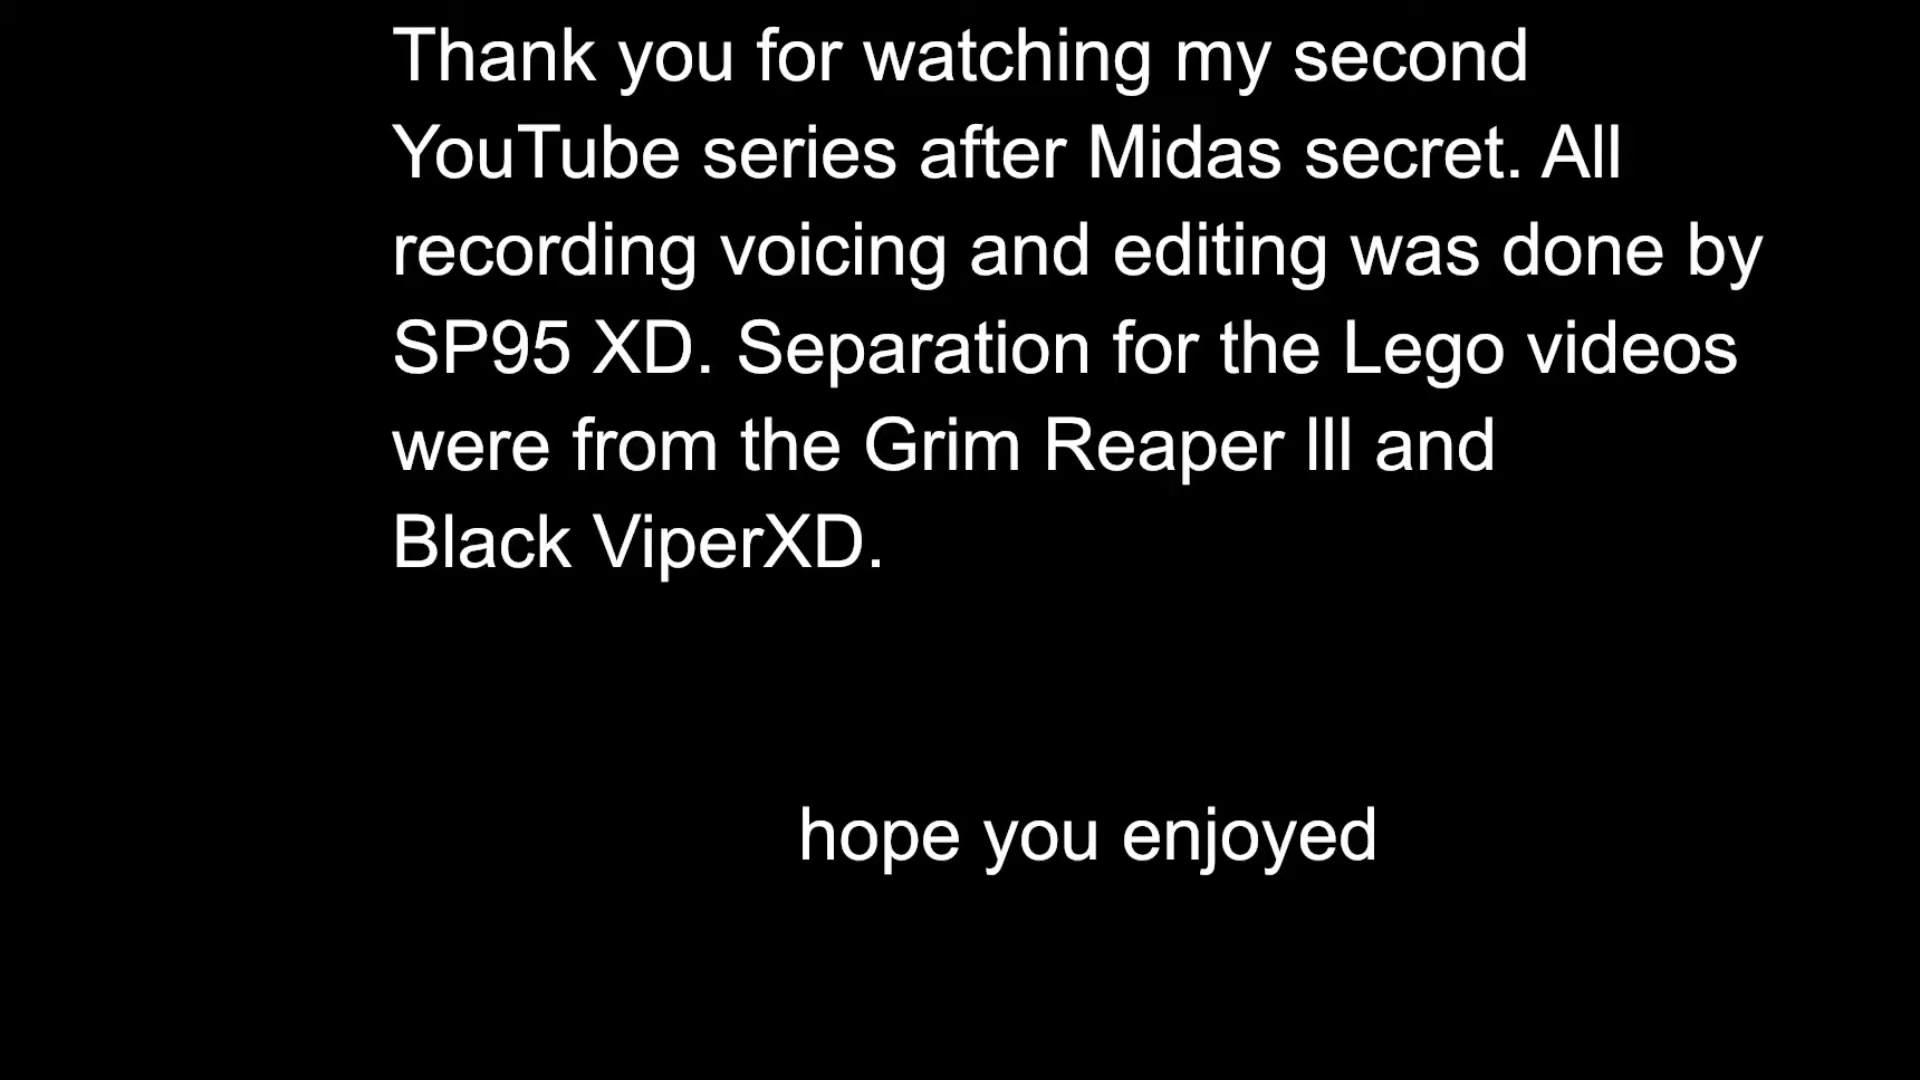 Thank you for watching my second
YouTube series after Midas secret. All
recording voicing and editing was done by
SP95 XD. Separation for the Lego videos
were from the Grim Reaper lll and
Black ViperXD.
hope you enjoyed